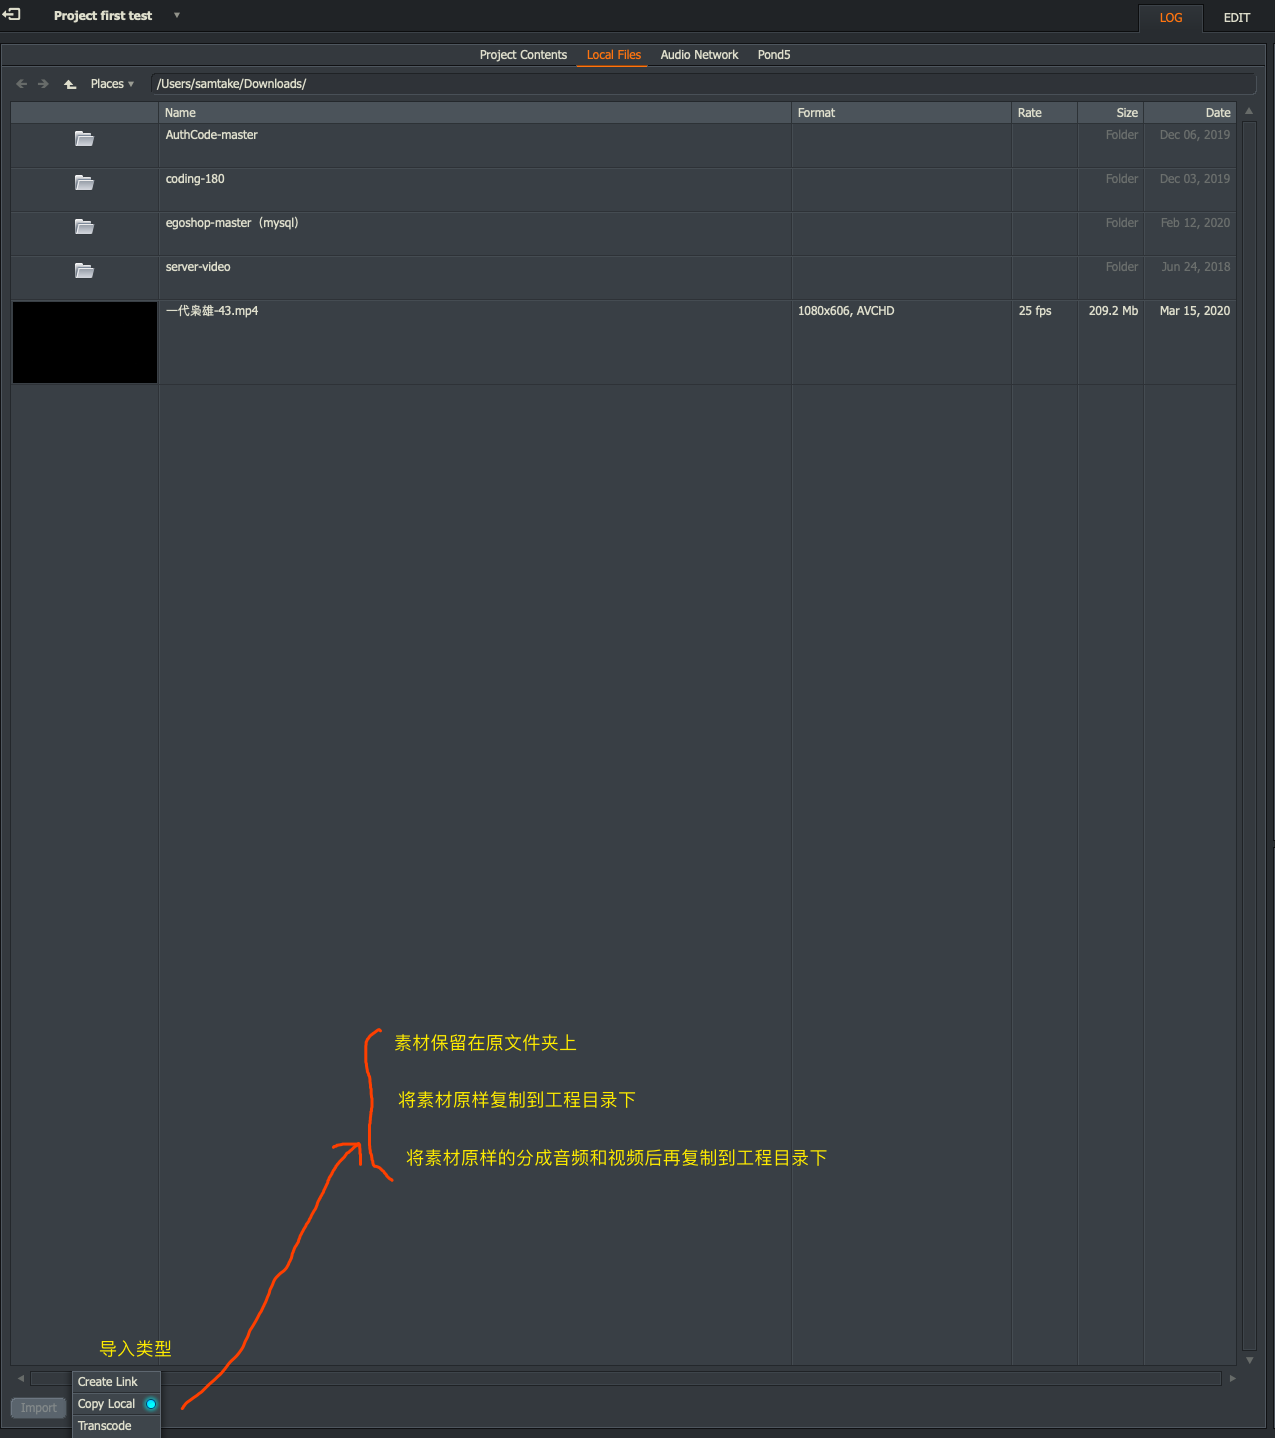 Project first test
LOG EDIT
Project Contents Local Files Audio Network Pond5
Places /Users/samtake/Downloads/
Name Format Rate Size Date
AuthCode-master Folder Dec 06, 2019
coding-180 Folder Dec 03, 2019
egoshop-master（mysql） Folder Feb 12, 2020
server-video Folder Jun 24, 2018
一代枭雄-43.mp4 1080x606, AVCHD 25 fps 209.2 Mb Mar 15, 2020
素材保留在原文件夹上
将素材原样复制到工程目录下
将素材原样的分成音频和视频后再复制到工程目录下
导入类型
Create Link
Import Copy Local
Transcode